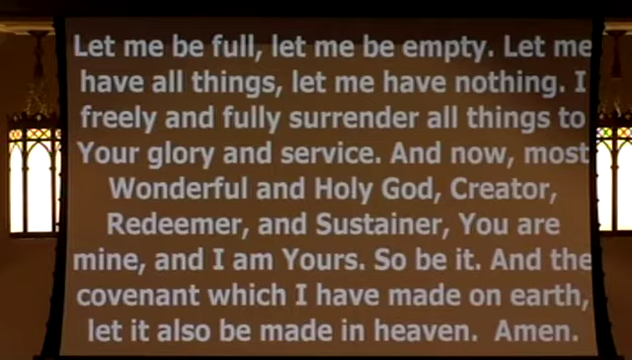 Let me be full, let me be empty. Let me
have all things, let me have nothing. I
freely and fully surrender all things to
Your glory and service. And now, most
Wonderful and Holy God, Creator,
Redeemer, and Sustainer, You are
mine, and I am Yours. So be it. And the
covenant which I have made on earth,
let it also be made in heaven. Amen.